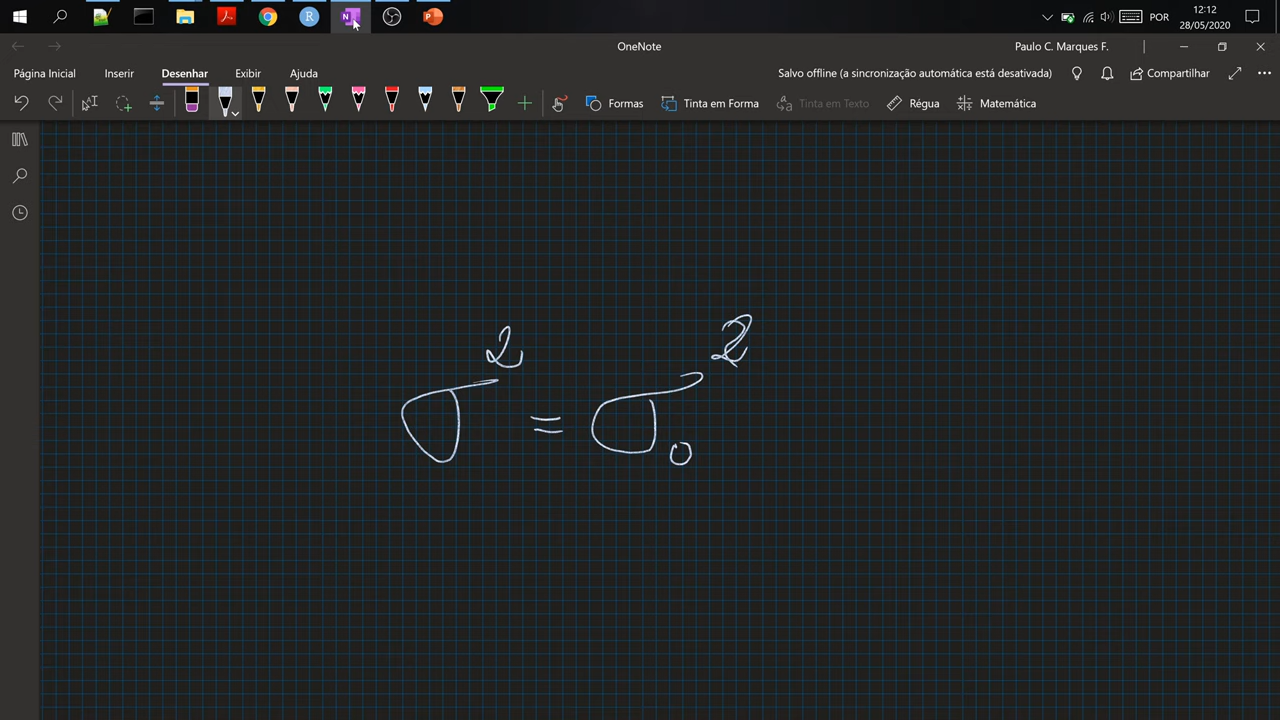 12:12
POR
28/05/2020
OneNote
Paulo C. Marques F.
Página Inicial Inserir Desenhar Exibir Ajuda
Salvo offline (a sincronização automática está desativada)
Compartilhar
Formas Tinta em Forma Tinta em Texto Régua Matemática
σ² = σ₀²